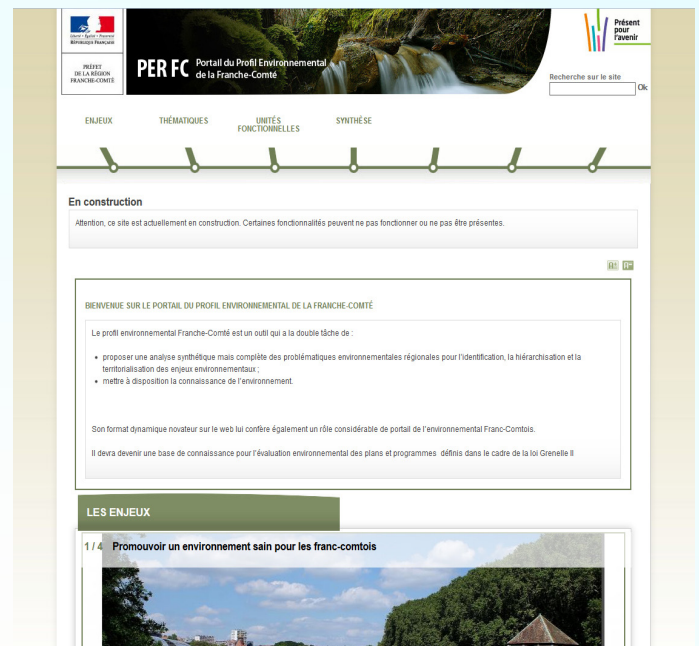 Liberté • Égalité • Fraternité
RÉPUBLIQUE FRANÇAISE
PRÉFET
DE LA RÉGION
FRANCHE-COMTÉ
PER FC
Portail du Profil Environnemental
de la Franche-Comté
Présent
pour
l'avenir
Recherche sur le site
Ok
ENJEUX
THÉMATIQUES
UNITÉS
FONCTIONNELLES
SYNTHÈSE
En construction
Attention, ce site est actuellement en construction. Certaines fonctionnalités peuvent ne pas fonctionner ou ne pas être présentes.
BIENVENUE SUR LE PORTAIL DU PROFIL ENVIRONNEMENTAL DE LA FRANCHE-COMTÉ
Le profil environnemental Franche-Comté est un outil qui a la double tâche de :
• proposer une analyse synthétique mais complète des problématiques environnementales régionales pour l'identification, la hiérarchisation et la
territorialisation des enjeux environnementaux ;
• mettre à disposition la connaissance de l'environnement.
Son format dynamique novateur sur le web lui confère également un rôle considérable de portail de l'environnemental Franc-Comtois.
Il devra devenir une base de connaissance pour l'évaluation environnemental des plans et programmes définis dans le cadre de la loi Grenelle II
LES ENJEUX
1 / 4 Promouvoir un environnement sain pour les franc-comtois